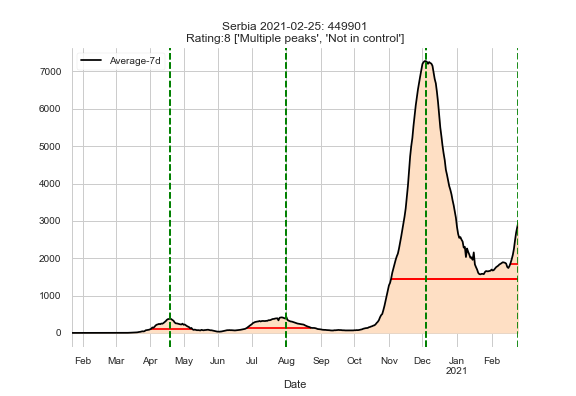 Serbia 2021-02-25: 449901
Rating:8 ['Multiple peaks', 'Not in control']
Average-7d
7000
6000
5000
4000
3000
2000
1000
0
Feb Mar Apr May Jun Jul Aug Sep Oct Nov Dec Jan Feb
2021
Date